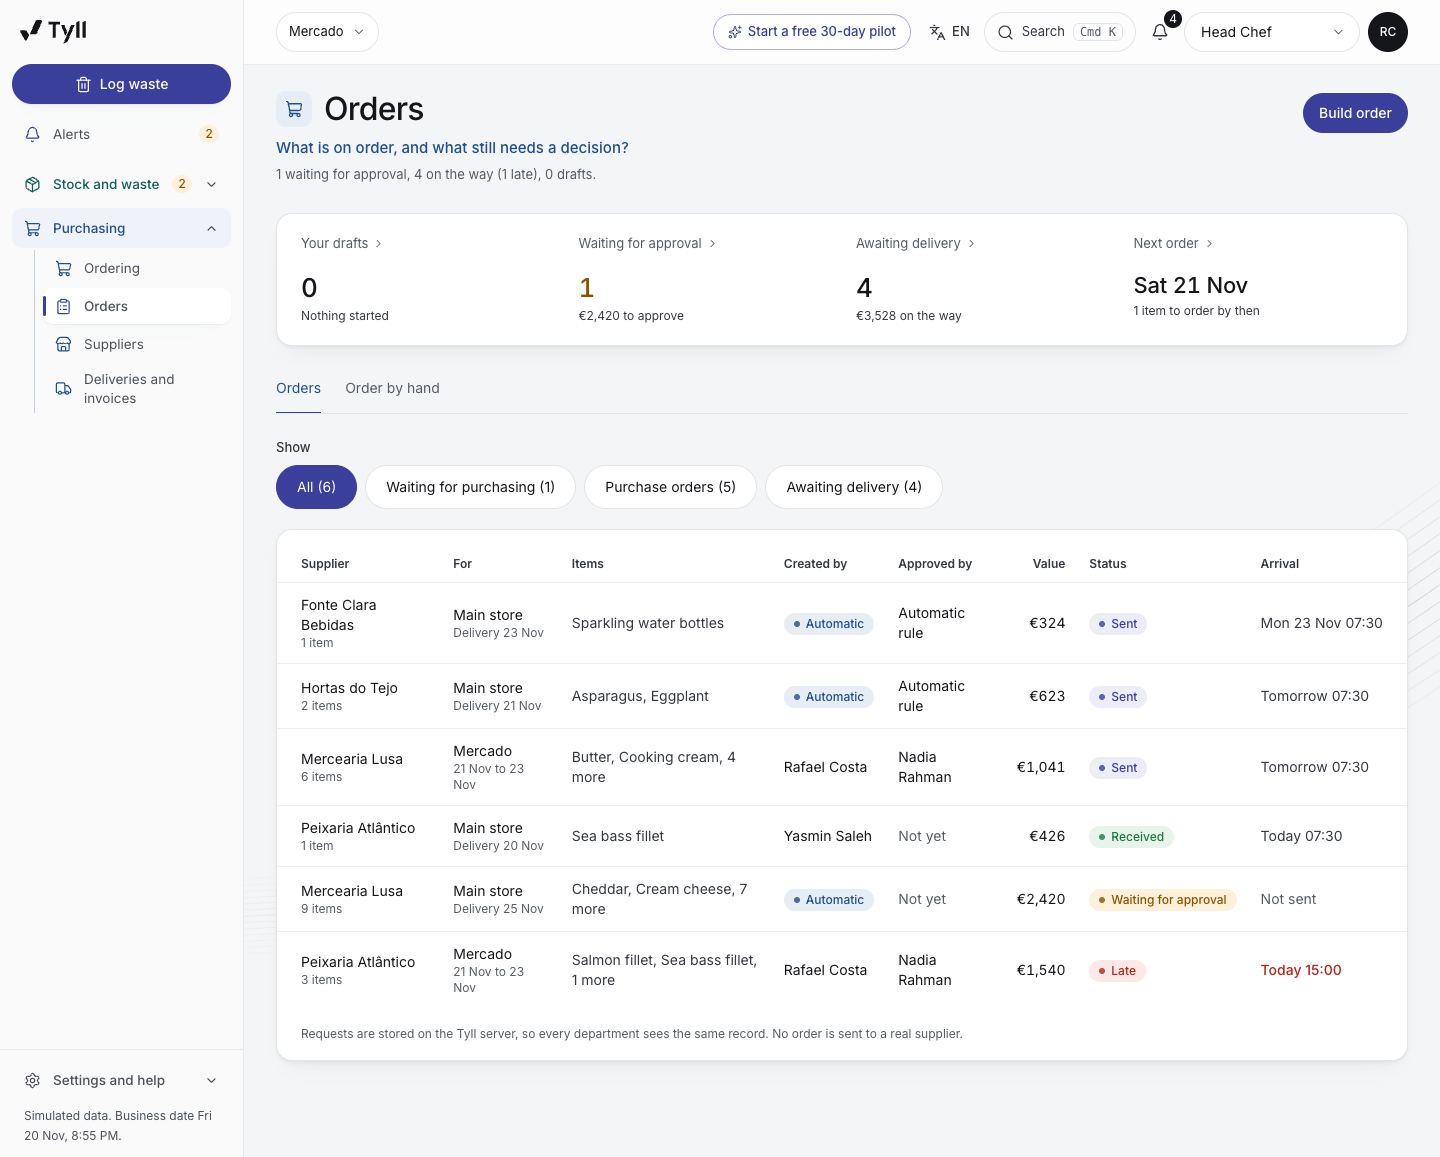 Tyll
Mercado
Start a free 30-day pilot
EN
Search
Cmd K
4
Head Chef
RC
Log waste
Alerts
2
Stock and waste
2
Purchasing
Ordering
Orders
Suppliers
Deliveries and
invoices
Settings and help
Simulated data. Business date Fri
20 Nov, 8:55 PM.
Orders
Build order
What is on order, and what still needs a decision?
1 waiting for approval, 4 on the way (1 late), 0 drafts.
Your drafts
0
Nothing started
Waiting for approval
1
€2,420 to approve
Awaiting delivery
4
€3,528 on the way
Next order
Sat 21 Nov
1 item to order by then
Orders
Order by hand
Show
All (6)
Waiting for purchasing (1)
Purchase orders (5)
Awaiting delivery (4)
Supplier
For
Items
Created by
Approved by
Value
Status
Arrival
Fonte Clara
Bebidas
1 item
Main store
Delivery 23 Nov
Sparkling water bottles
Automatic
Automatic
rule
€324
Sent
Mon 23 Nov 07:30
Hortas do Tejo
2 items
Main store
Delivery 21 Nov
Asparagus, Eggplant
Automatic
Automatic
rule
€623
Sent
Tomorrow 07:30
Mercearia Lusa
6 items
Mercado
21 Nov to 23
Nov
Butter, Cooking cream, 4
more
Rafael Costa
Nadia
Rahman
€1,041
Sent
Tomorrow 07:30
Peixaria Atlântico
1 item
Main store
Delivery 20 Nov
Sea bass fillet
Yasmin Saleh
Not yet
€426
Received
Today 07:30
Mercearia Lusa
9 items
Main store
Delivery 25 Nov
Cheddar, Cream cheese, 7
more
Automatic
Not yet
€2,420
Waiting for approval
Not sent
Peixaria Atlântico
3 items
Mercado
21 Nov to 23
Nov
Salmon fillet, Sea bass fillet,
1 more
Rafael Costa
Nadia
Rahman
€1,540
Late
Today 15:00
Requests are stored on the Tyll server, so every department sees the same record. No order is sent to a real supplier.